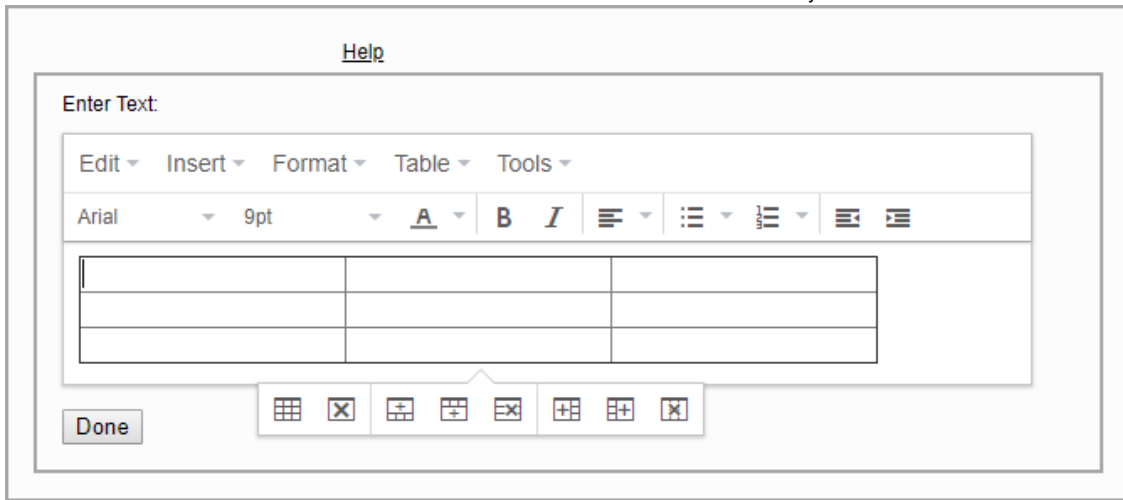 Help
Enter Text:
Edit Insert Format Table Tools
Arial 9pt A B I
Done